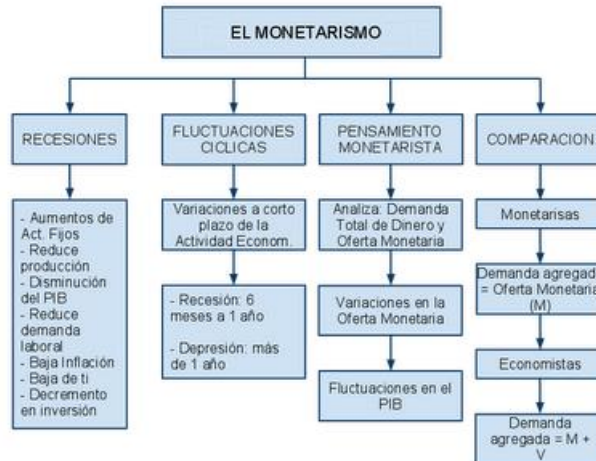 EL MONETARISMO
RECESIONES
- Aumentos de
Act. Fijos
- Reduce
producción
- Disminución
del PIB
- Reduce
demanda
laboral
- Baja Inflación
- Baja de ti
- Decremento
en inversión
FLUCTUACIONES
CICLICAS
Variaciones a corto
plazo de la
Actividad Econom.
- Recesión: 6
meses a 1 año
- Depresión: más
de 1 año
PENSAMIENTO
MONETARISTA
Analiza: Demanda
Total de Dinero y
Oferta Monetaria
Variaciones en la
Oferta Monetaria
Fluctuaciones en el
PIB
COMPARACION
Monetarisas
Demanda agregad
= Oferta Monetaria
(M)
Economistas
Demanda
agregada = M +
V